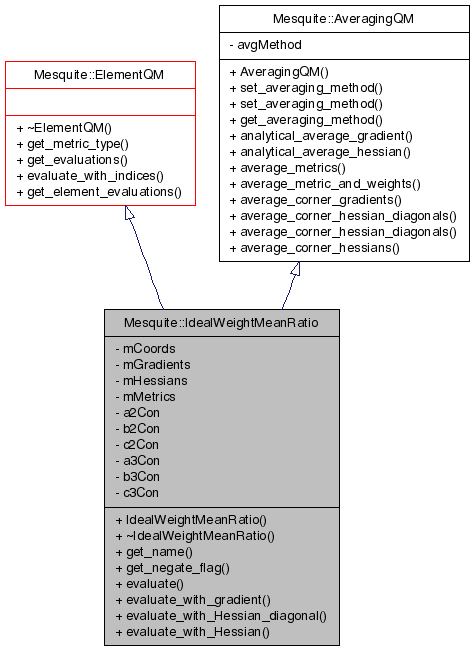 Mesquite::ElementQM
+ ~ElementQM()
+ get_metric_type()
+ get_evaluations()
+ evaluate_with_indices()
+ get_element_evaluations()
Mesquite::AveragingQM
- avgMethod
+ AveragingQM()
+ set_averaging_method()
+ set_averaging_method()
+ get_averaging_method()
+ analytical_average_gradient()
+ analytical_average_hessian()
+ average_metrics()
+ average_metric_and_weights()
+ average_corner_gradients()
+ average_corner_hessian_diagonals()
+ average_corner_hessian_diagonals()
+ average_corner_hessians()
Mesquite::IdealWeightMeanRatio
- mCoords
- mGradients
- mHessians
- mMetrics
- a2Con
- b2Con
- c2Con
- a3Con
- b3Con
- c3Con
+ IdealWeightMeanRatio()
+ ~IdealWeightMeanRatio()
+ get_name()
+ get_negate_flag()
+ evaluate()
+ evaluate_with_gradient()
+ evaluate_with_Hessian_diagonal()
+ evaluate_with_Hessian()